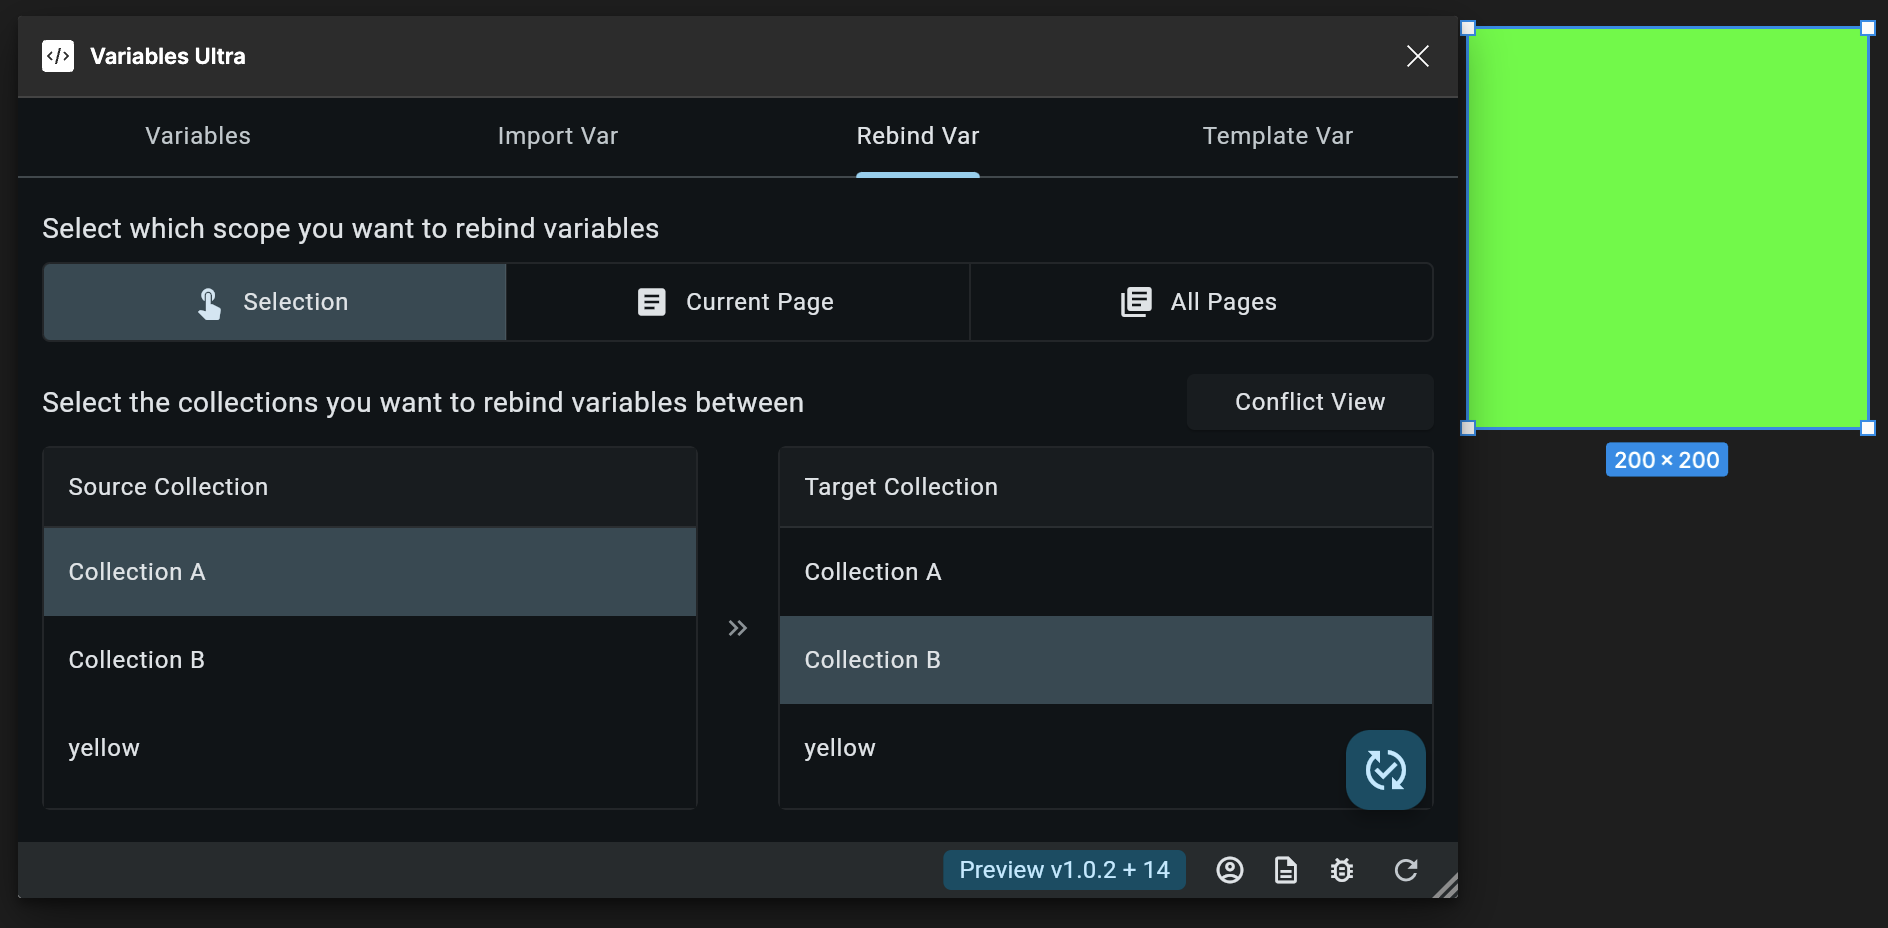 Variables Ultra
Variables
Import Var
Rebind Var
Template Var
Select which scope you want to rebind variables
Selection
Current Page
All Pages
Select the collections you want to rebind variables between
Conflict View
Source Collection
Collection A
Collection B
yellow
Target Collection
Collection A
Collection B
yellow
Preview v1.0.2 + 14
200 × 200